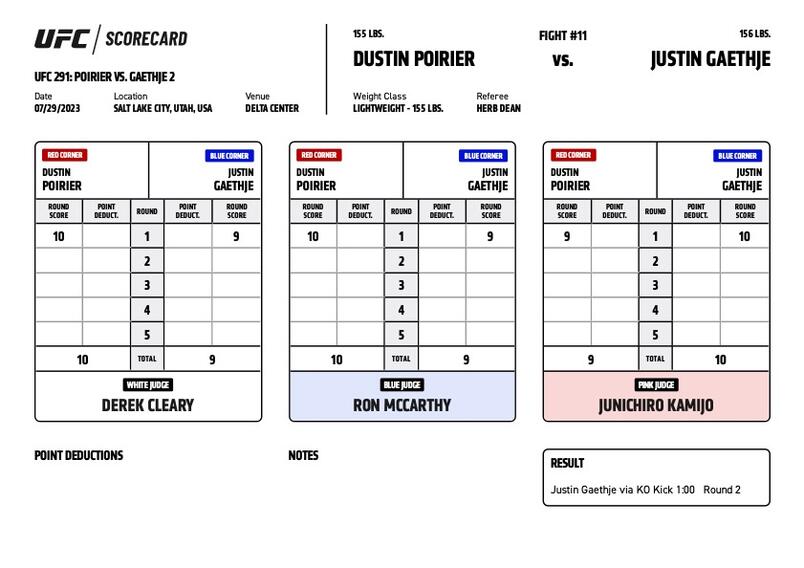 UFC / SCORECARD
UFC 291: POIRIER VS. GAETHJE 2
Date Location Venue
07/29/2023 SALT LAKE CITY, UTAH, USA DELTA CENTER
155 LBS. FIGHT #11 156 LBS.
DUSTIN POIRIER VS. JUSTIN GAETHJE
Weight Class Referee
LIGHTWEIGHT - 155 LBS. HERB DEAN
RED CORNER BLUE CORNER
DUSTIN JUSTIN
POIRIER GAETHJE
ROUND SCORE POINT DEDUCT. ROUND POINT DEDUCT. ROUND SCORE
10 1 9
2
3
4
5
10 TOTAL 9
WHITE JUDGE
DEREK CLEARY
RED CORNER BLUE CORNER
DUSTIN JUSTIN
POIRIER GAETHJE
ROUND SCORE POINT DEDUCT. ROUND POINT DEDUCT. ROUND SCORE
10 1 9
2
3
4
5
10 TOTAL 9
BLUE JUDGE
RON MCCARTHY
RED CORNER BLUE CORNER
DUSTIN JUSTIN
POIRIER GAETHJE
ROUND SCORE POINT DEDUCT. ROUND POINT DEDUCT. ROUND SCORE
9 1 10
2
3
4
5
9 TOTAL 10
PINK JUDGE
JUNICHIRO KAMIJO
POINT DEDUCTIONS
NOTES
RESULT
Justin Gaethje via KO Kick 1:00 Round 2